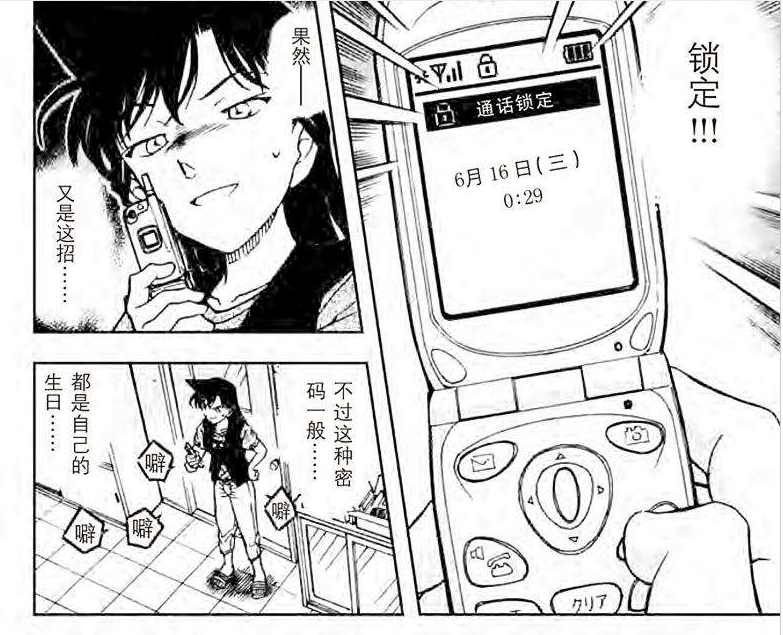 锁定!!!
通话锁定
6月16日(三)
0:29
果然——
又是这招……
不过这种密
码一般……
都是自己的
生日……
噼
噼
噼
噼
クリア